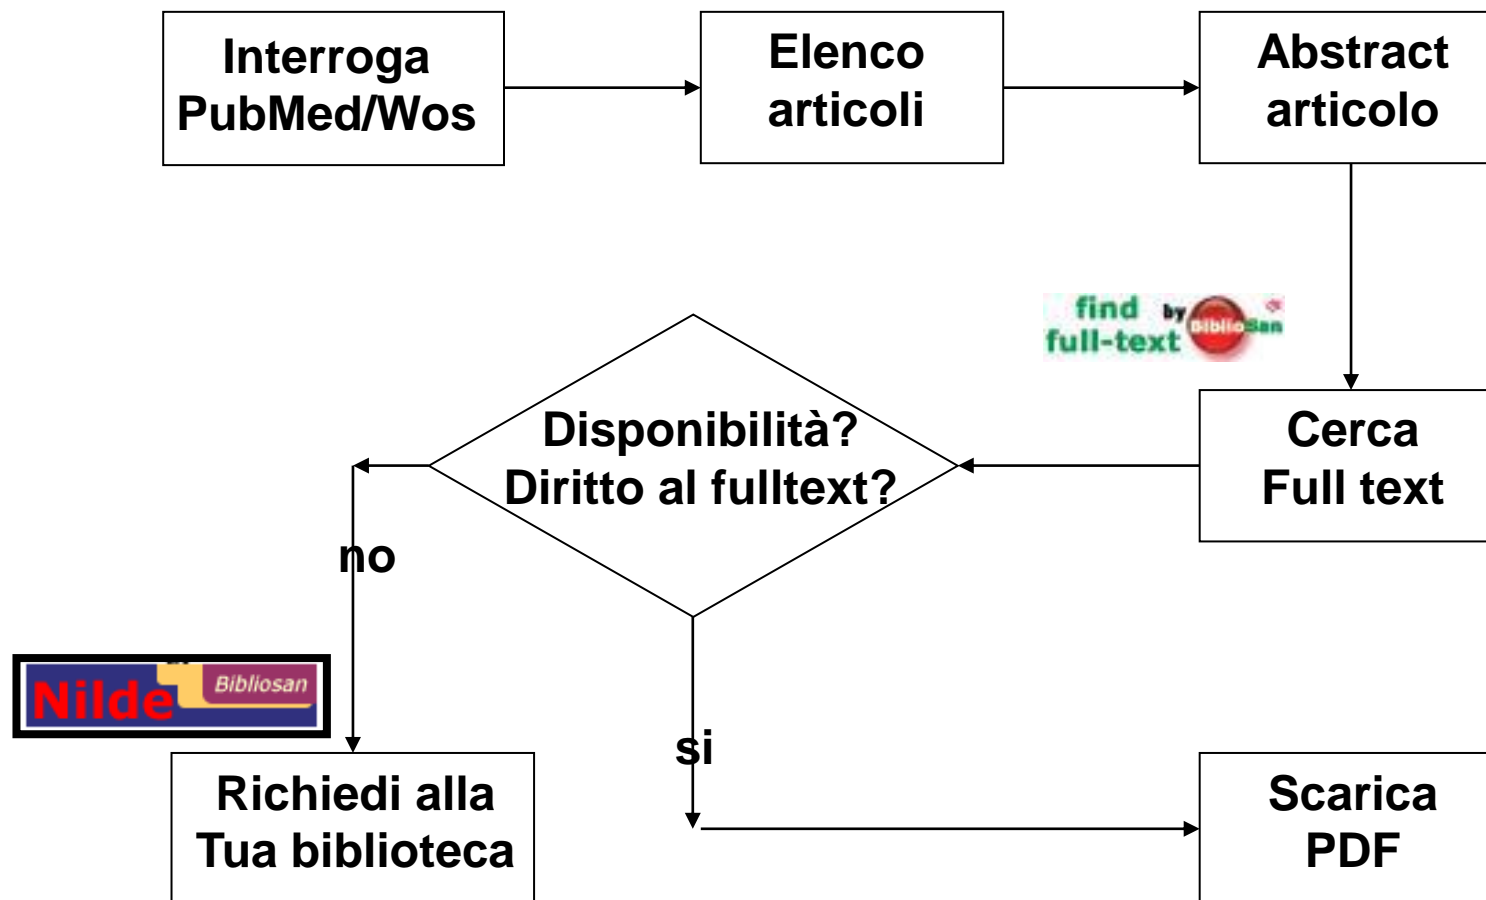 Interroga
PubMed/Wos
Elenco
articoli
Abstract
articolo
find by BiblioSan
full-text
Disponibilità?
Diritto al fulltext?
Cerca
Full text
no
Nilde Bibliosan
si
Richiedi alla
Tua biblioteca
Scarica
PDF